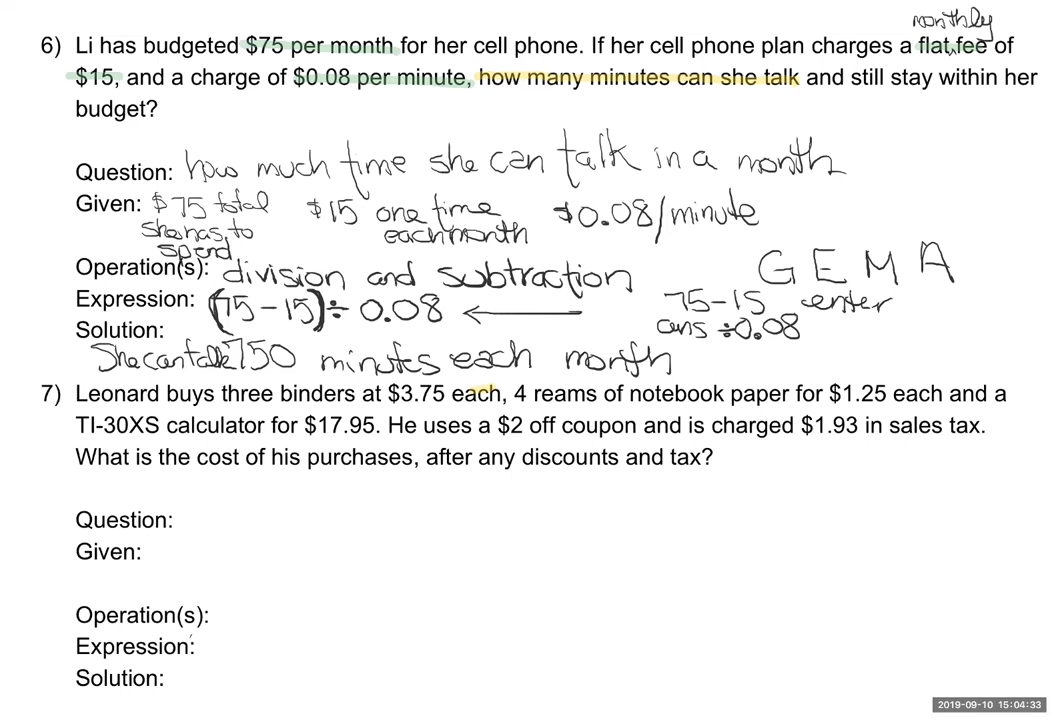 monthly
6) Li has budgeted $75 per month for her cell phone. If her cell phone plan charges a flat fee of
$15, and a charge of $0.08 per minute, how many minutes can she talk and still stay within her
budget?
Question: how much time she can talk in a month
Given: $75 total $15 one time $0.08/minute
she has to each month
spend
Operation(s): division and subtraction G E M A
Expression: (75-15)÷0.08 ← 75-15 enter
Solution: ans ÷0.08
She can talk 750 minutes each month
7) Leonard buys three binders at $3.75 each, 4 reams of notebook paper for $1.25 each and a
TI-30XS calculator for $17.95. He uses a $2 off coupon and is charged $1.93 in sales tax.
What is the cost of his purchases, after any discounts and tax?
Question:
Given:
Operation(s):
Expression:
Solution:
2019-09-10 15:04:33